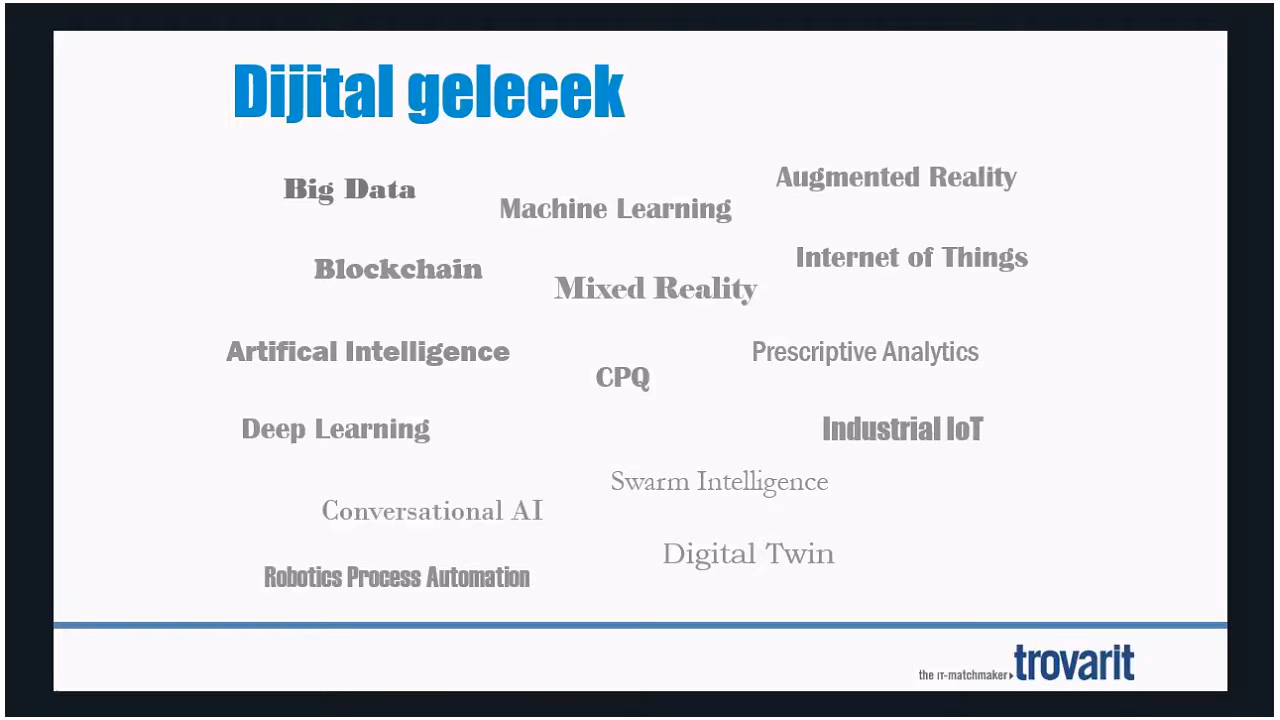 Dijital gelecek
Big Data
Machine Learning
Augmented Reality
Blockchain
Mixed Reality
Internet of Things
Artifical Intelligence
CPQ
Prescriptive Analytics
Deep Learning
Industrial IoT
Swarm Intelligence
Conversational AI
Digital Twin
Robotics Process Automation
the IT-MATCHMAKER trovarit